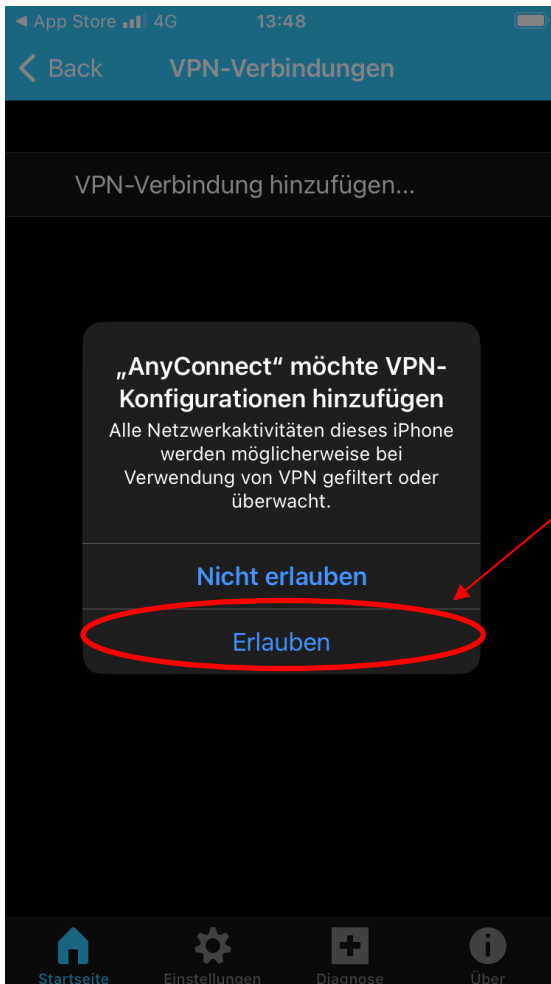 ◀ App Store 4G 13:48
Back VPN-Verbindungen
VPN-Verbindung hinzufügen...
„AnyConnect“ möchte VPN-
Konfigurationen hinzufügen
Alle Netzwerkaktivitäten dieses iPhone
werden möglicherweise bei
Verwendung von VPN gefiltert oder
überwacht.
Nicht erlauben
Erlauben
Startseite Einstellungen Diagnose Über